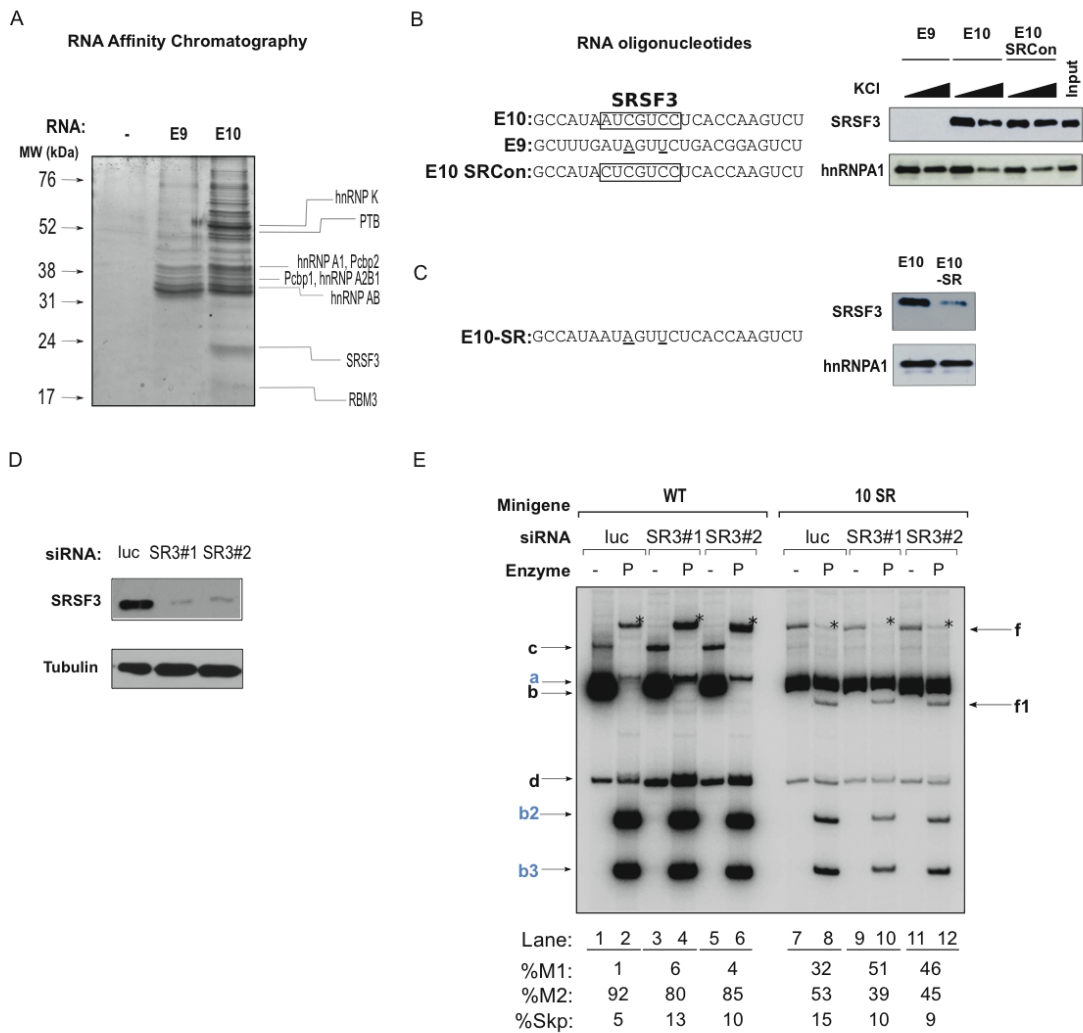 A
RNA Affinity Chromatography
RNA: - E9 E10
MW (kDa)
76
52
38
31
24
17
hnRNP K
PTB
hnRNP A1, Pcbp2
Pcbp1, hnRNP A2B1
hnRNP AB
SRSF3
RBM3
B
RNA oligonucleotides
SRSF3
E10:GCCAUAAUCGUCCUCACCAAGUCU
E9:GCUUUGAUAGUUCUGACGGAGUCU
E10 SRCon:GCCAUACUCGUCCUCACCAAGUCU
E9 E10 E10 SRCon Input
KCl
SRSF3
hnRNPA1
C
E10-SR:GCCAUAAUAGUUCUCACCAAGUCU
E10 E10 -SR
SRSF3
hnRNPA1
D
siRNA: luc SR3#1 SR3#2
SRSF3
Tubulin
E
Minigene WT 10 SR
siRNA luc SR3#1 SR3#2 luc SR3#1 SR3#2
Enzyme - P - P - P - P - P - P
* * * * * *
c
a
b
d
b2
b3
f
f1
Lane: 1 2 3 4 5 6 7 8 9 10 11 12
%M1: 1 6 4 32 51 46
%M2: 92 80 85 53 39 45
%Skp: 5 13 10 15 10 9